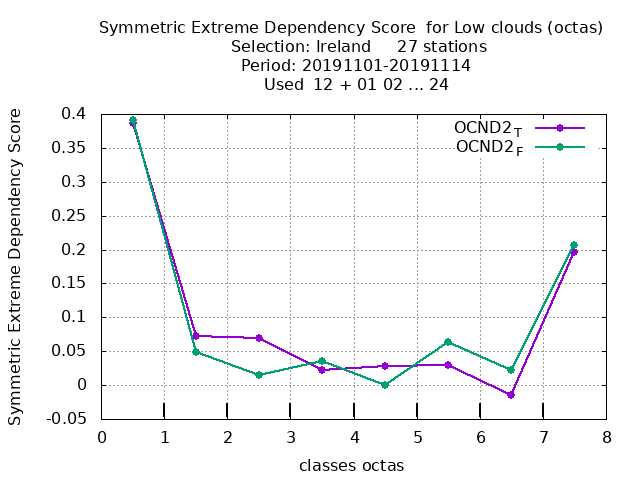 Symmetric Extreme Dependency Score  for Low clouds (octas)
Selection: Ireland     27 stations
Period: 20191101-20191114
Used  12 + 01 02 ... 24
Symmetric Extreme Dependency Score
0.4
0.35
0.3
0.25
0.2
0.15
0.1
0.05
0
-0.05
OCND2_T
OCND2_F
0 1 2 3 4 5 6 7 8
classes octas